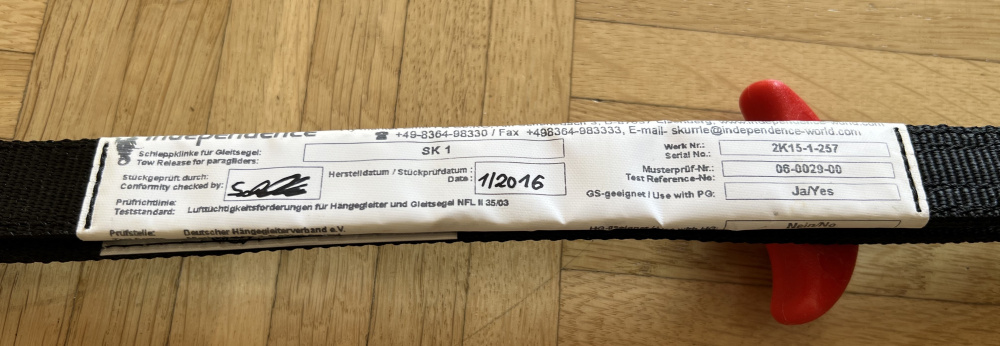 independence
☎ +49-8364-98330 / Fax +498364-983333, E-mail- skurrle@independence-world.com
Schleppklinke für Gleitsegel:
Tow Release for paragliders:
SK 1
Stückgeprüft durch:
Conformity checked by:
Herstelldatum / Stückprüfdatum :
Date :
1/2016
Prüfrichtlinie:
Teststandard:
Lufttüchtigkeitsforderungen für Hängegleiter und Gleitsegel NFL II 35/03
Prüfstelle:
Deutscher Hängegleiterverband e.V.
Werk Nr.:
Serial No.:
2K15-1-257
Musterprüf-Nr.:
Test Reference-No:
06-0029-00
GS-geeignet / Use with PG:
Ja/Yes
Nein/No